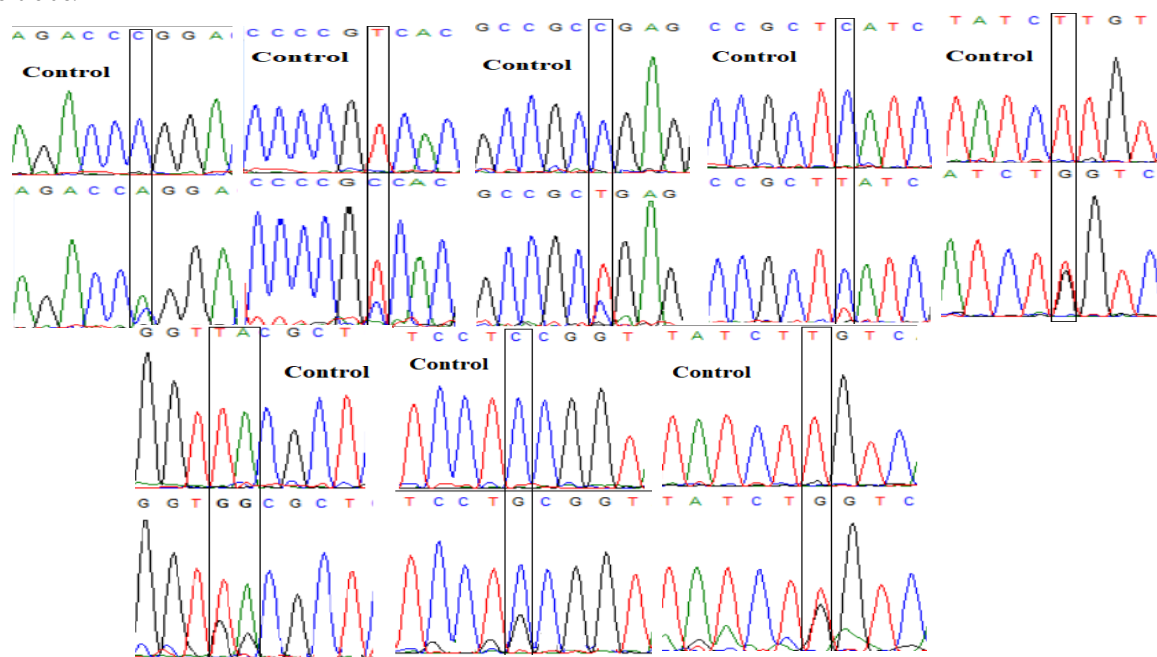 A G A C C C G G A
C C C C G T C A C
G C C G C C G A G
C C G C T C A T C
T A T C T T G T
Control
Control
Control
Control
Control
A G A C C A G G A
C C C C G C C A C
G C C G C T G A G
C C G C T T A T C
A T C T G G T C
G G T T A C G C T
T C C T C C G G T
T A T C T T G T C
Control
Control
Control
G G T G G C G C T
T C C T G C G G T
T A T C T G G T C